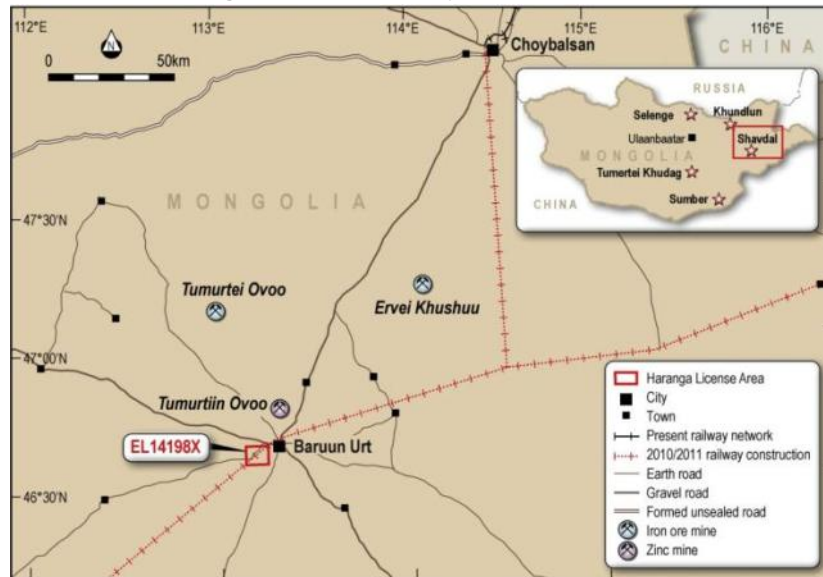 112°E
113°E
114°E
115°E
116°E
N
0
50km
Choybalsan
CHINA
RUSSIA
Selenge
Khundlun
Ulaanbaatar
Shavdal
MONGOLIA
Tumertei Khudag
CHINA
Sumber
MONGOLIA
47°30'N
Tumurtei Ovoo
Ervei Khushuu
47°00'N
Tumurtiin Ovoo
EL14198X
Baruun Urt
46°30'N
Haranga License Area
City
Town
Present railway network
2010/2011 railway construction
Earth road
Gravel road
Formed unsealed road
Iron ore mine
Zinc mine